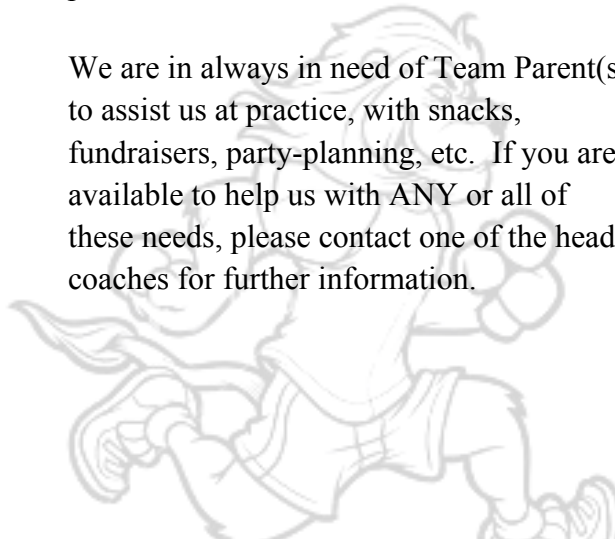 We are in always in need of Team Parent(s
to assist us at practice, with snacks,
fundraisers, party-planning, etc.  If you are
available to help us with ANY or all of
these needs, please contact one of the head
coaches for further information.